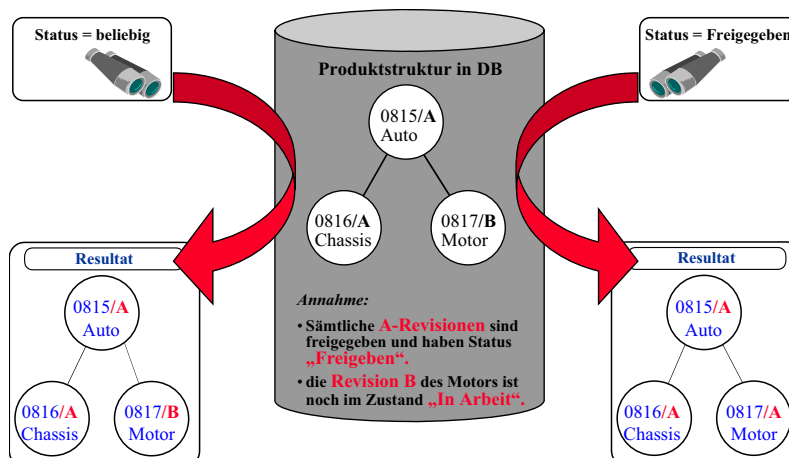 Status = beliebig
Status = Freigegeben
Produktstruktur in DB
0815/A
Auto
0816/A
Chassis
0817/B
Motor
Annahme:
• Sämtliche A-Revisionen sind
freigegeben und haben Status
„Freigeben“.
• die Revision B des Motors ist
noch im Zustand „In Arbeit“.
Resultat
0815/A
Auto
0816/A
Chassis
0817/B
Motor
Resultat
0815/A
Auto
0816/A
Chassis
0817/A
Motor